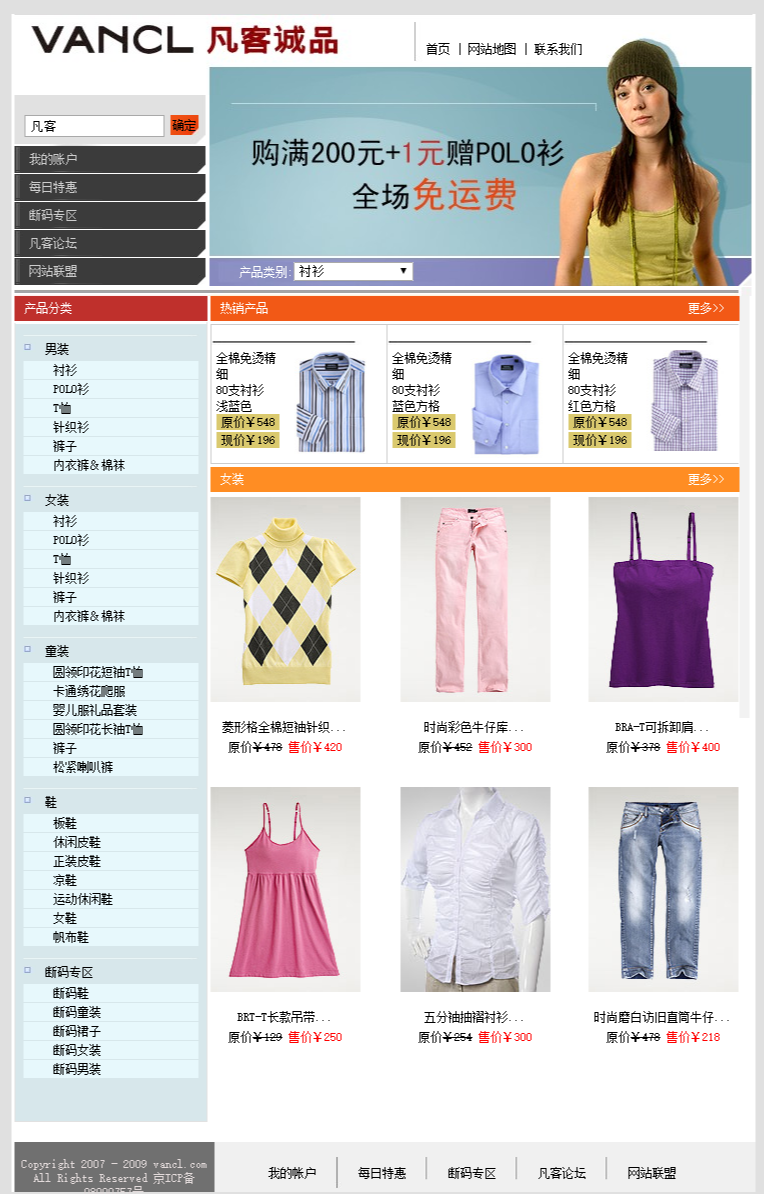 VANCL 凡客诚品
首页 | 网站地图 | 联系我们
凡客 确定
我的账户
每日特惠
断码专区
凡客论坛
网站联盟
购满200元+1元赠POLO衫
全场免运费
产品类别: 衬衫
产品分类
男装
衬衫
POLO衫
T恤
针织衫
裤子
内衣裤&棉袜
女装
衬衫
POLO衫
T恤
针织衫
裤子
内衣裤&棉袜
童装
圆领印花短袖T恤
卡通绣花爬服
婴儿服礼品套装
圆领印花长袖T恤
裤子
松紧喇叭裤
鞋
板鞋
休闲皮鞋
正装皮鞋
凉鞋
运动休闲鞋
女鞋
帆布鞋
断码专区
断码鞋
断码童装
断码裙子
断码女装
断码男装
热销产品 更多>>
全棉免烫精
细
80支衬衫
浅蓝色
原价￥548
现价￥196
全棉免烫精
细
80支衬衫
蓝色方格
原价￥548
现价￥196
全棉免烫精
细
80支衬衫
红色方格
原价￥548
现价￥196
女装 更多>>
菱形格全棉短袖针织...
原价￥478 售价￥420
时尚彩色牛仔库...
原价￥452 售价￥300
BRA-T可拆卸肩...
原价￥378 售价￥400
BRT-T长款吊带...
原价￥129 售价￥250
五分袖抽褶衬衫...
原价￥254 售价￥300
时尚磨白访旧直筒牛仔...
原价￥478 售价￥218
Copyright 2007 - 2009 vancl.com
All Rights Reserved 京ICP备
我的帐户 | 每日特惠 | 断码专区 | 凡客论坛 | 网站联盟